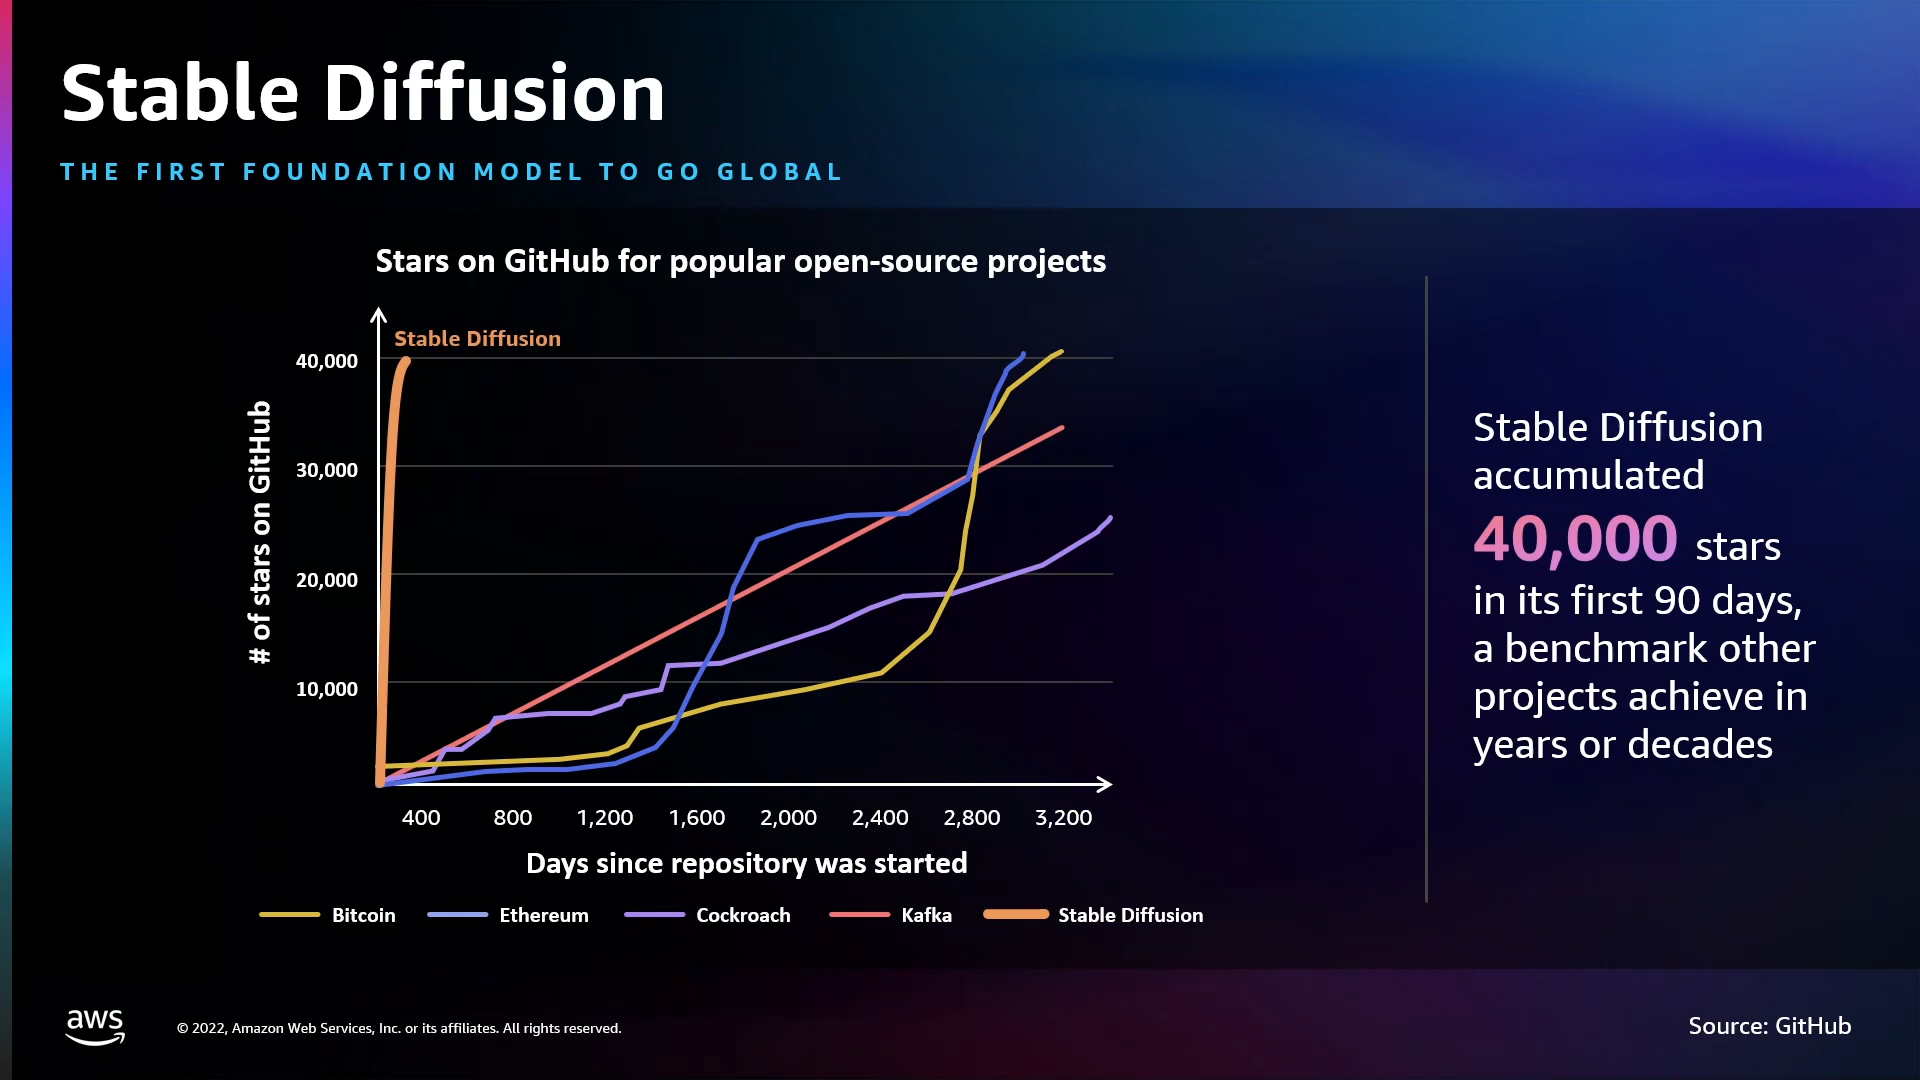 Stable Diffusion
THE FIRST FOUNDATION MODEL TO GO GLOBAL
Stars on GitHub for popular open-source projects
Stable Diffusion
# of stars on GitHub
40,000
30,000
20,000
10,000
400 800 1,200 1,600 2,000 2,400 2,800 3,200
Days since repository was started
Bitcoin Ethereum Cockroach Kafka Stable Diffusion
Stable Diffusion
accumulated
40,000 stars
in its first 90 days,
a benchmark other
projects achieve in
years or decades
aws
© 2022, Amazon Web Services, Inc. or its affiliates. All rights reserved.
Source: GitHub